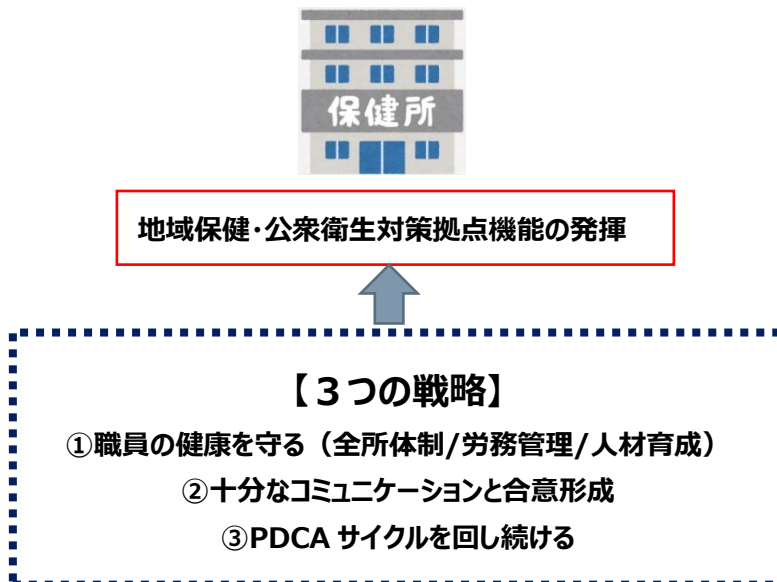 保健所
地域保健・公衆衛生対策拠点機能の発揮
【３つの戦略】
①職員の健康を守る（全所体制/労務管理/人材育成）
②十分なコミュニケーションと合意形成
③PDCA サイクルを回し続ける